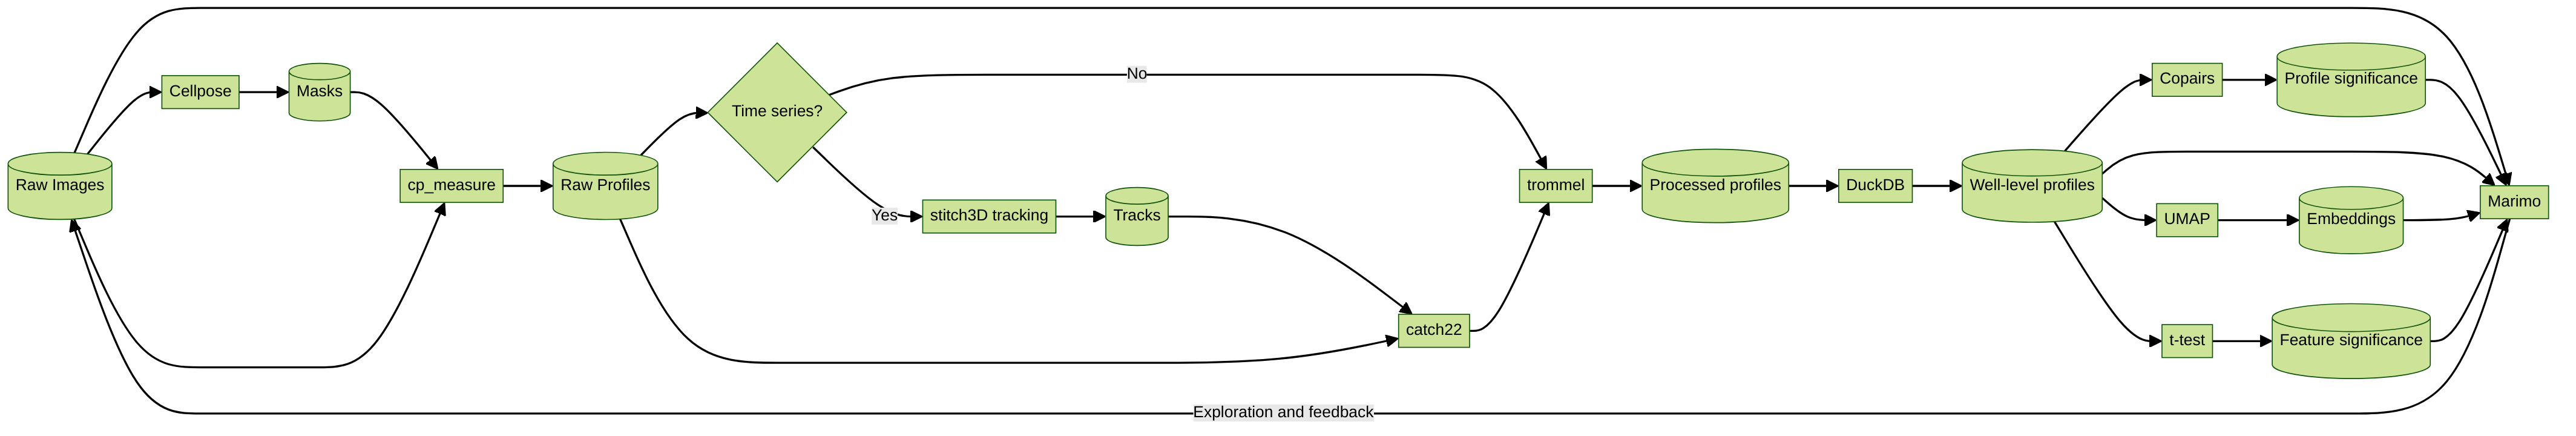 Raw Images
Cellpose
Masks
cp_measure
Raw Profiles
Time series?
No
Yes
stitch3D tracking
Tracks
catch22
trommel
Processed profiles
DuckDB
Well-level profiles
Copairs
Profile significance
UMAP
Embeddings
t-test
Feature significance
Marimo
Exploration and feedback